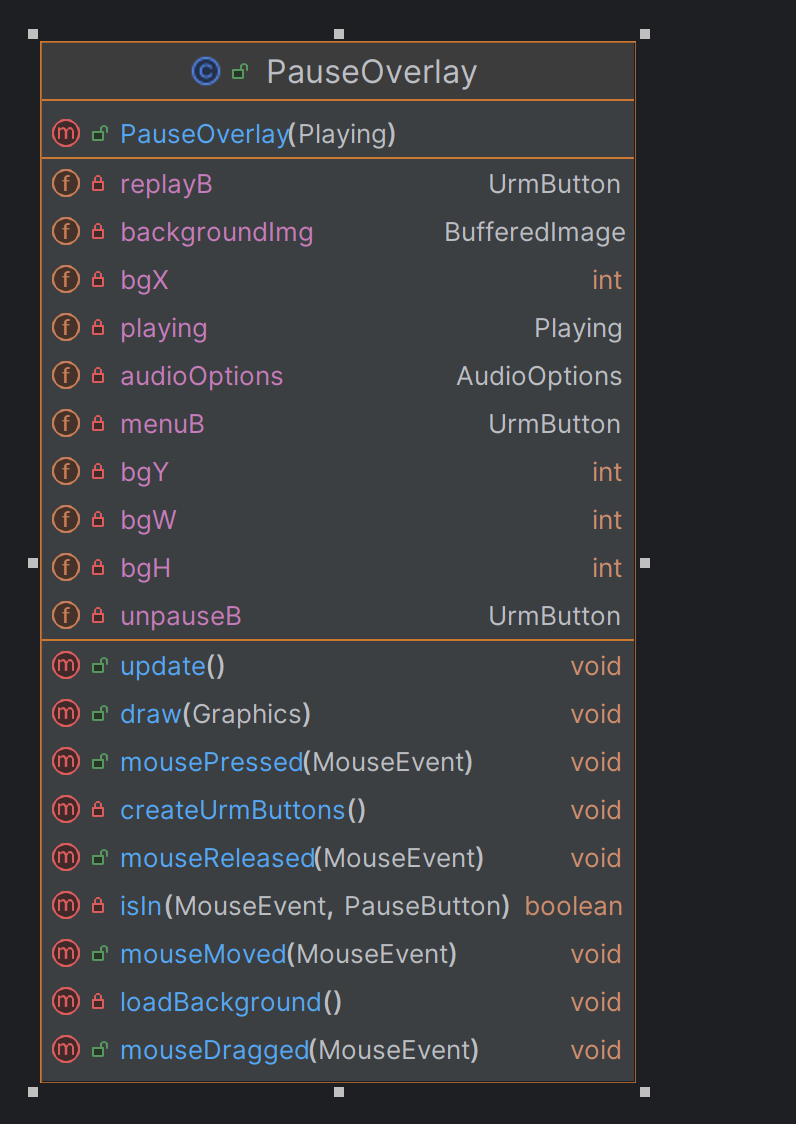 PauseOverlay
PauseOverlay(Playing)
replayB UrmButton
backgroundImg BufferedImage
bgX int
playing Playing
audioOptions AudioOptions
menuB UrmButton
bgY int
bgW int
bgH int
unpauseB UrmButton
update() void
draw(Graphics) void
mousePressed(MouseEvent) void
createUrmButtons() void
mouseReleased(MouseEvent) void
isIn(MouseEvent, PauseButton) boolean
mouseMoved(MouseEvent) void
loadBackground() void
mouseDragged(MouseEvent) void